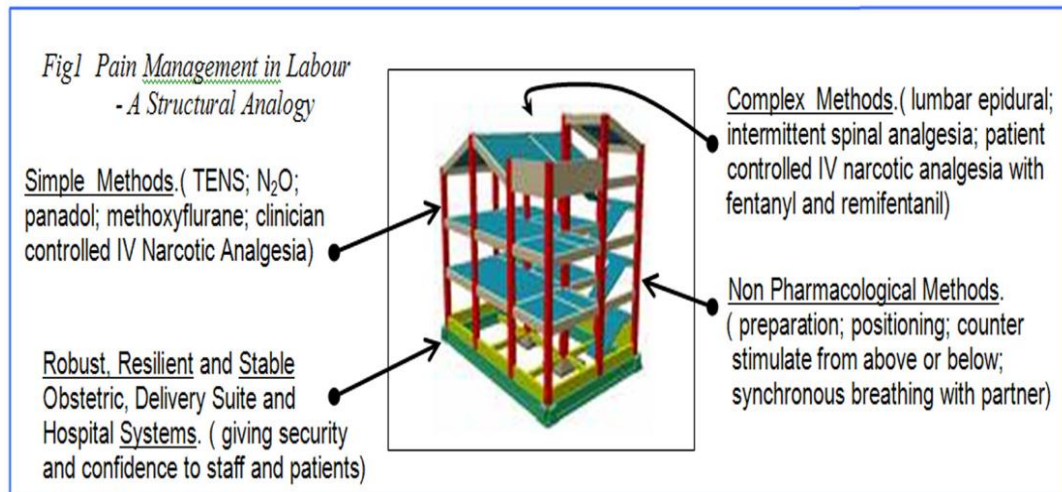 Fig1 Pain Management in Labour
- A Structural Analogy
Simple Methods.( TENS; N₂O;
panadol; methoxyflurane; clinician
controlled IV Narcotic Analgesia)
Robust, Resilient and Stable
Obstetric, Delivery Suite and
Hospital Systems. ( giving security
and confidence to staff and patients)
Complex Methods.( lumbar epidural;
intermittent spinal analgesia; patient
controlled IV narcotic analgesia with
fentanyl and remifentanil)
Non Pharmacological Methods.
( preparation; positioning; counter
stimulate from above or below;
synchronous breathing with partner)